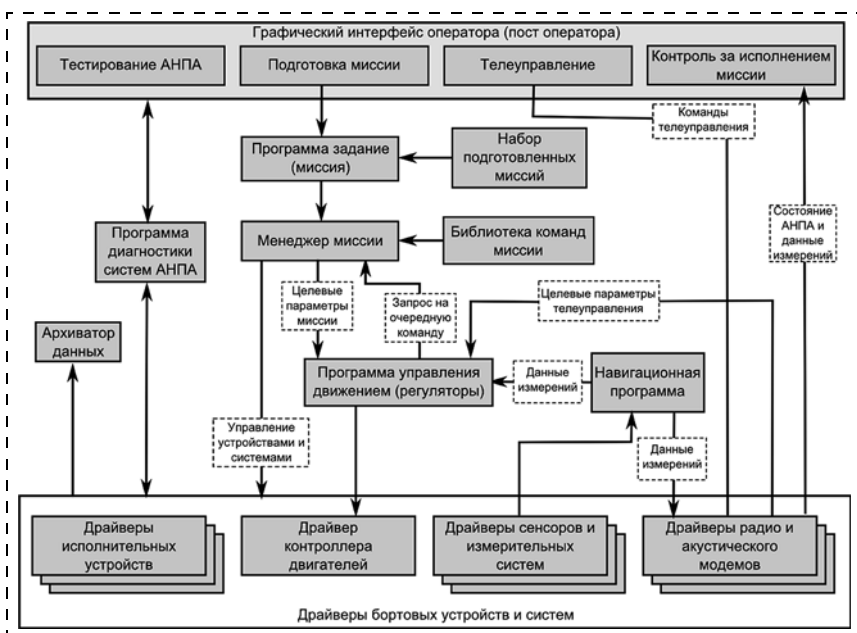 Графический интерфейс оператора (пост оператора)
Тестирование АНПА
Подготовка миссии
Телеуправление
Контроль за исполнением
миссии
Команды
телеуправления
Программа задание
(миссия)
Набор
подготовленных
миссий
Состояние
АНПА и
данные
измерений
Программа
диагностики
систем АНПА
Менеджер миссии
Библиотека команд
миссии
Целевые
параметры
миссии
Запрос на
очередную
команду
Целевые параметры
телеуправления
Архиватор
данных
Программа управления
движением (регуляторы)
Данные
измерений
Навигационная
программа
Управление
устройствами и
системами
Данные
измерений
Драйверы
исполнительных
устройств
Драйвер
контроллера
двигателей
Драйверы сенсоров и
измерительных
систем
Драйверы радио и
акустического
модемов
Драйверы бортовых устройств и систем